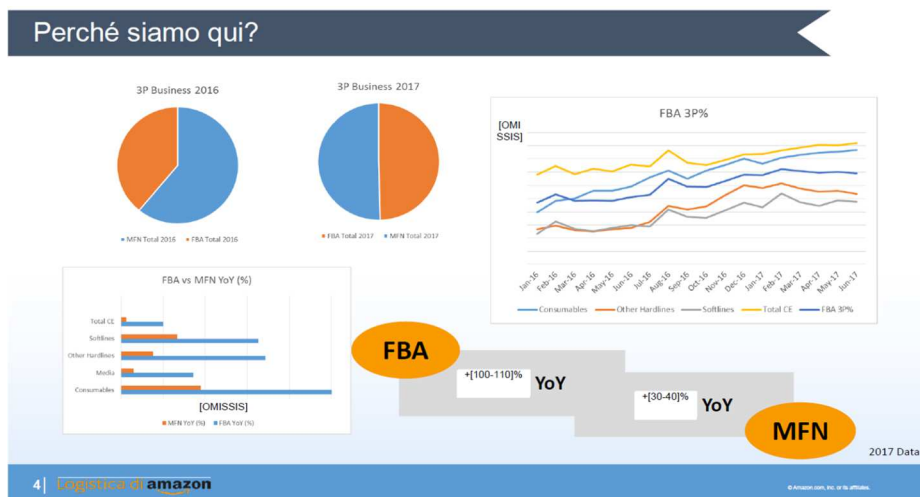 Perché siamo qui?
3P Business 2016
MFN Total 2016 FBA Total 2016
3P Business 2017
FBA Total 2017 MFN Total 2017
FBA 3P%
[OMI
SSIS]
Jan-16 Feb-16 Mar-16 Apr-16 May-16 Jun-16 Jul-16 Aug-16 Sep-16 Oct-16 Nov-16 Dec-16 Jan-17 Feb-17 Mar-17 Apr-17 May-17 Jun-17
Consumables Other Hardlines Softlines Total CE FBA 3P%
FBA vs MFN YoY (%)
Total CE
Softlines
Other Hardlines
Media
Consumables
[OMISSIS]
MFN YoY (%) FBA YoY (%)
FBA
+[100-110]% YoY
+[30-40]% YoY
MFN
2017 Data
4| Logistica di amazon
© Amazon.com, Inc. or its affiliates.